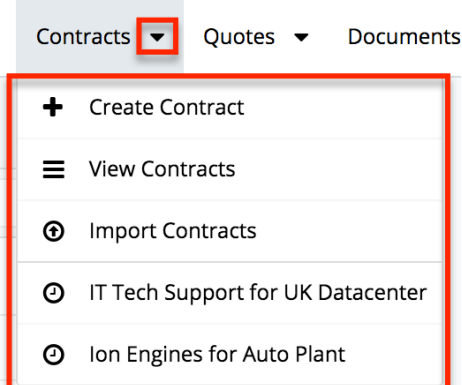 Contracts Quotes Documents
Create Contract
View Contracts
Import Contracts
IT Tech Support for UK Datacenter
Ion Engines for Auto Plant